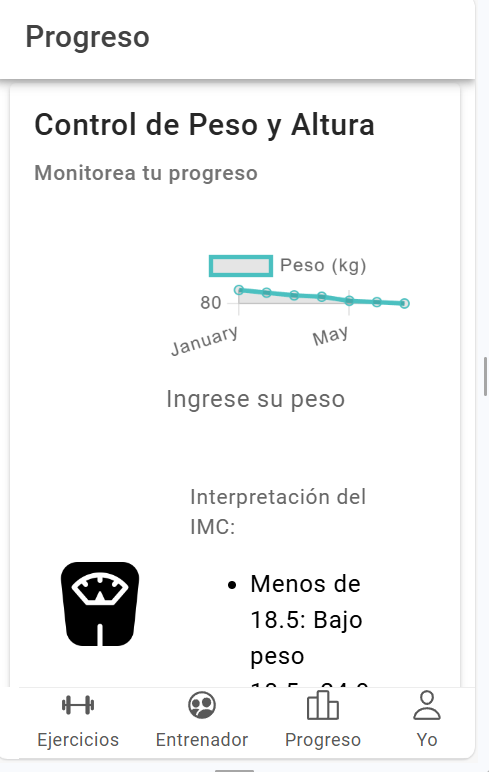 Progreso
Control de Peso y Altura
Monitorea tu progreso
Peso (kg)
80
January
May
Ingrese su peso
Interpretación del
IMC:
• Menos de
18.5: Bajo
peso
Ejercicios
Entrenador
Progreso
Yo